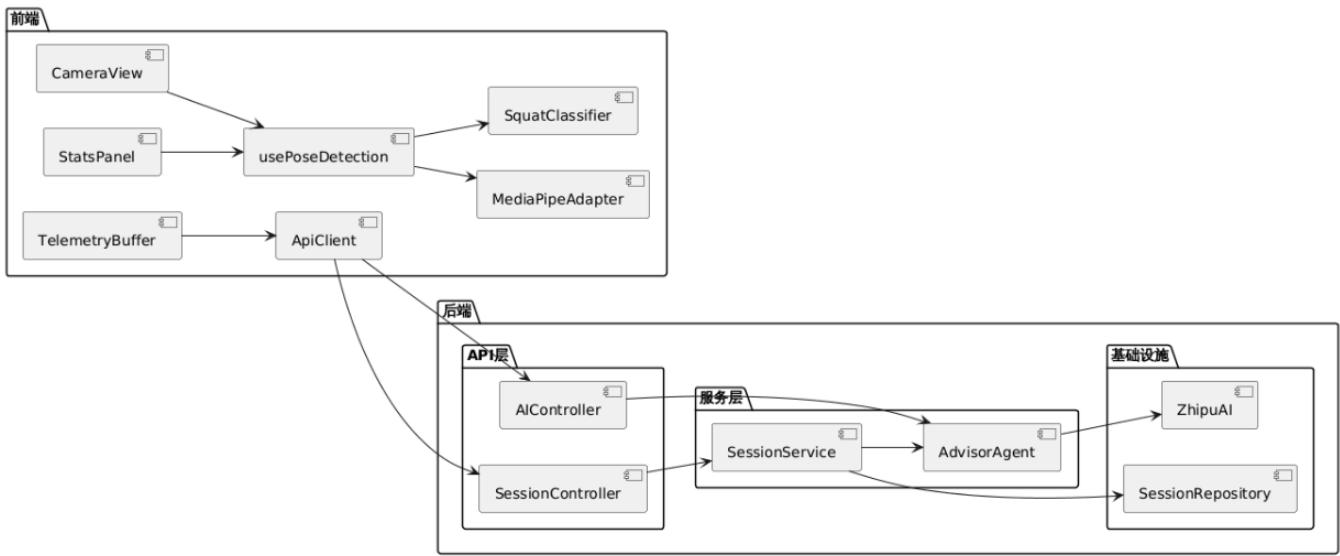 前端
CameraView
SquatClassifier
StatsPanel
usePoseDetection
MediaPipeAdapter
TelemetryBuffer
ApiClient
后端
API层
基础设施
AIController
服务层
ZhipuAI
SessionService
AdvisorAgent
SessionController
SessionRepository